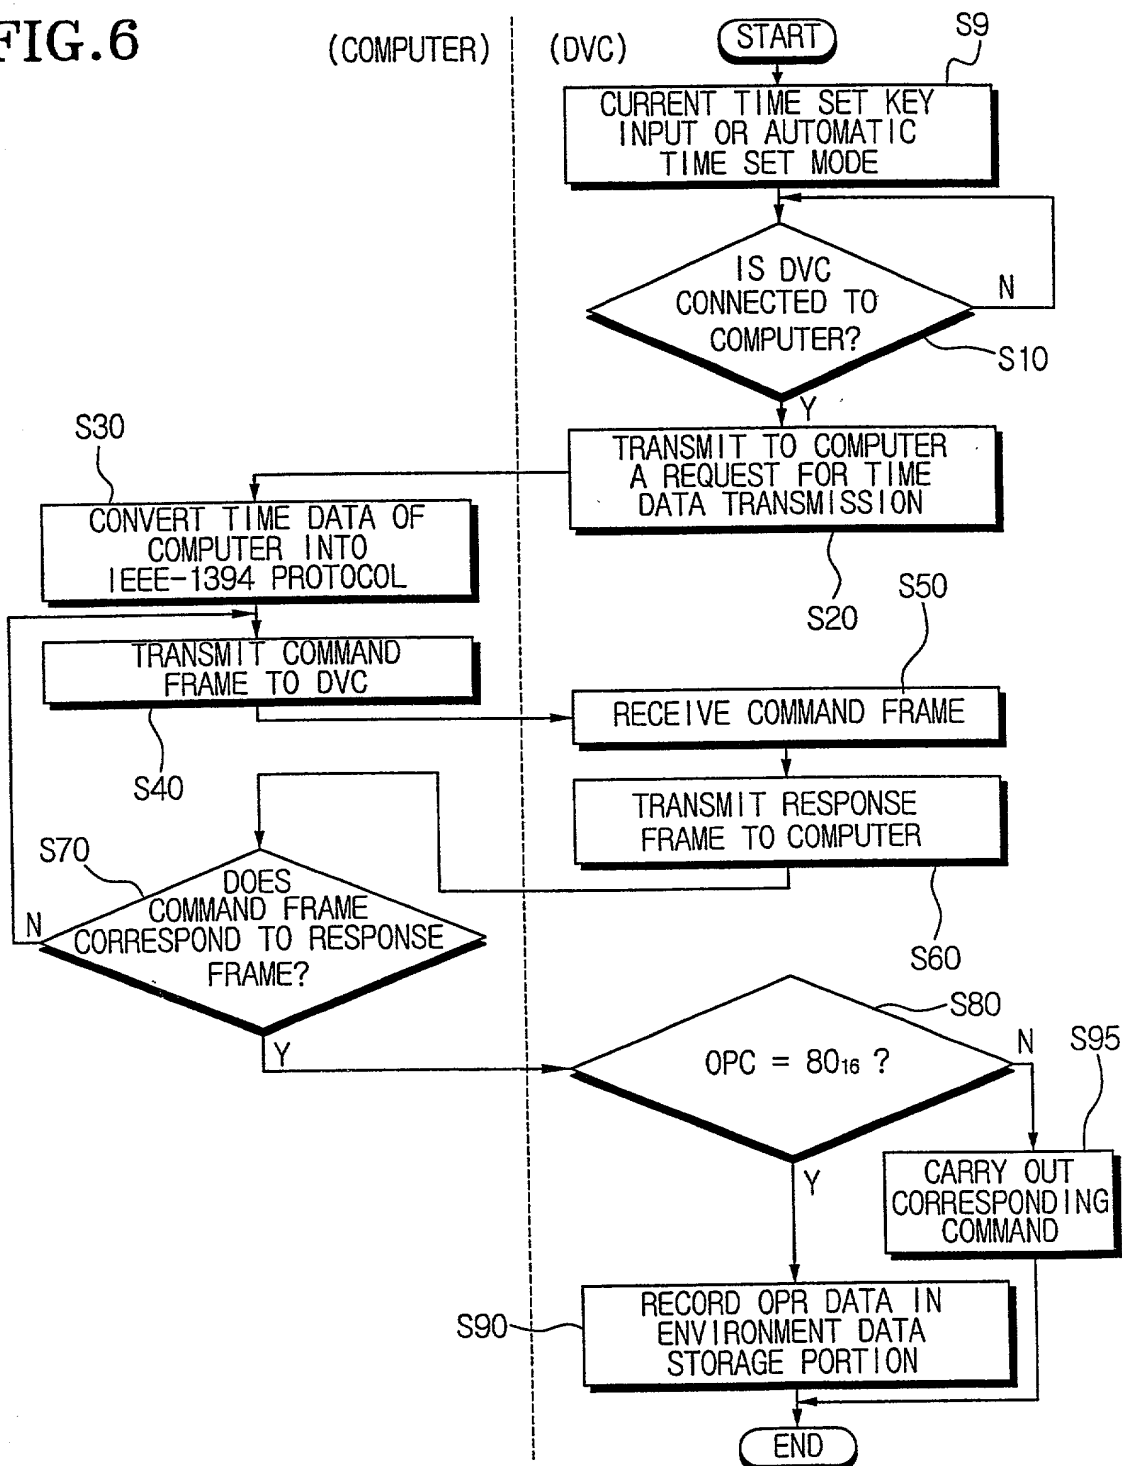 FIG.6
(COMPUTER)
(DVC)
START
S9
CURRENT TIME SET KEY
INPUT OR AUTOMATIC
TIME SET MODE
IS DVC
CONNECTED TO
COMPUTER?
N
S10
Y
S30
TRANSMIT TO COMPUTER
A REQUEST FOR TIME
DATA TRANSMISSION
CONVERT TIME DATA OF
COMPUTER INTO
IEEE-1394 PROTOCOL
S20
S50
TRANSMIT COMMAND
FRAME TO DVC
RECEIVE COMMAND FRAME
S40
TRANSMIT RESPONSE
FRAME TO COMPUTER
S70
DOES
COMMAND FRAME
CORRESPOND TO RESPONSE
FRAME?
N
S60
Y
S80
OPC = 80₁₆ ?
N
S95
Y
CARRY OUT
CORRESPONDING
COMMAND
S90
RECORD OPR DATA IN
ENVIRONMENT DATA
STORAGE PORTION
END